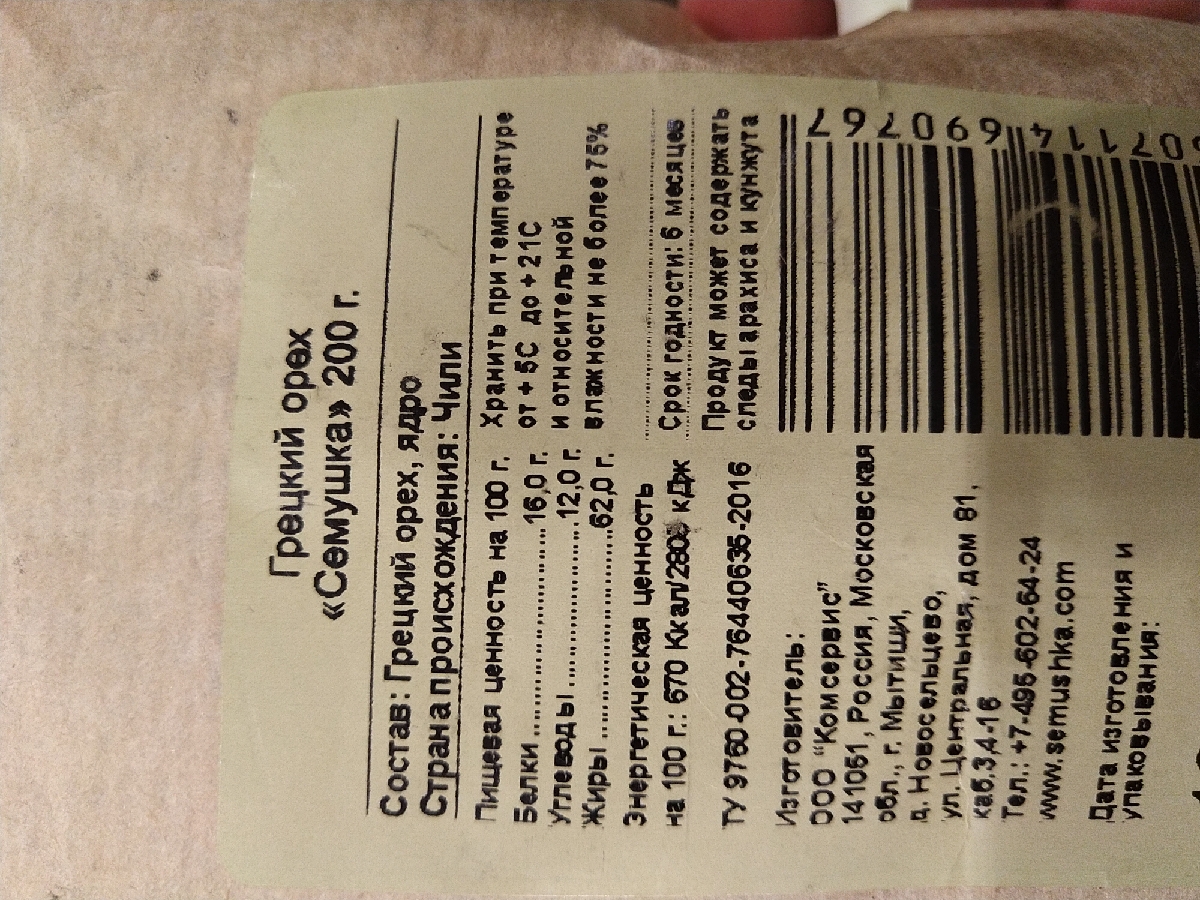 Грецкий орех
«Семушка» 200 г.
Состав: Грецкий орех, ядро
Страна происхождения: Чили
Пищевая ценность на 100 г.
Белки....................16,0 г.
Углеводы................12,0 г.
Жиры....................62,0 г.
Энергетическая ценность
на 100 г.: 670 Ккал/2808 кДж
Хранить при температуре
от + 5С до +21С
и относительной
влажности не более 75%
Срок годности: 6 месяцев
Продукт может содержать
следы арахиса и кунжута
ТУ 9760-002-76440635-2016
Изготовитель:
ООО “Комсервис”
141051, Россия, Московская
обл., г. Мытищи,
д. Новосельцево,
ул. Центральная, дом 81,
каб.3,4-16
Тел.: +7-495-602-64-24
www.semushka.com
Дата изготовления и
упаковывания:
07114 690767